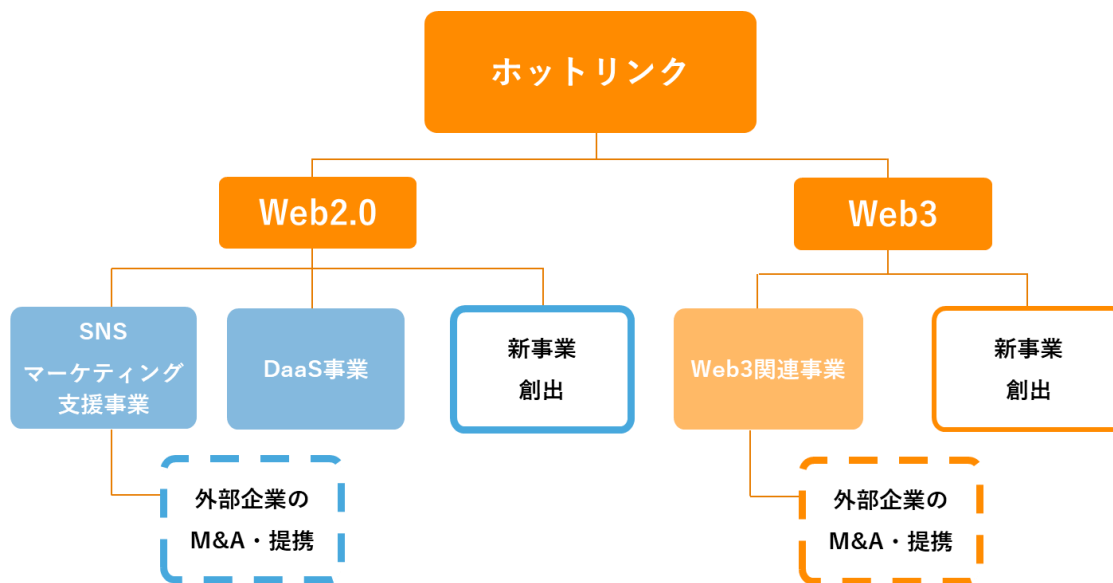 ホットリンク
Web2.0
Web3
SNS
マーケティング
支援事業
DaaS事業
新事業
創出
Web3関連事業
新事業
創出
外部企業の
M&A・提携
外部企業の
M&A・提携